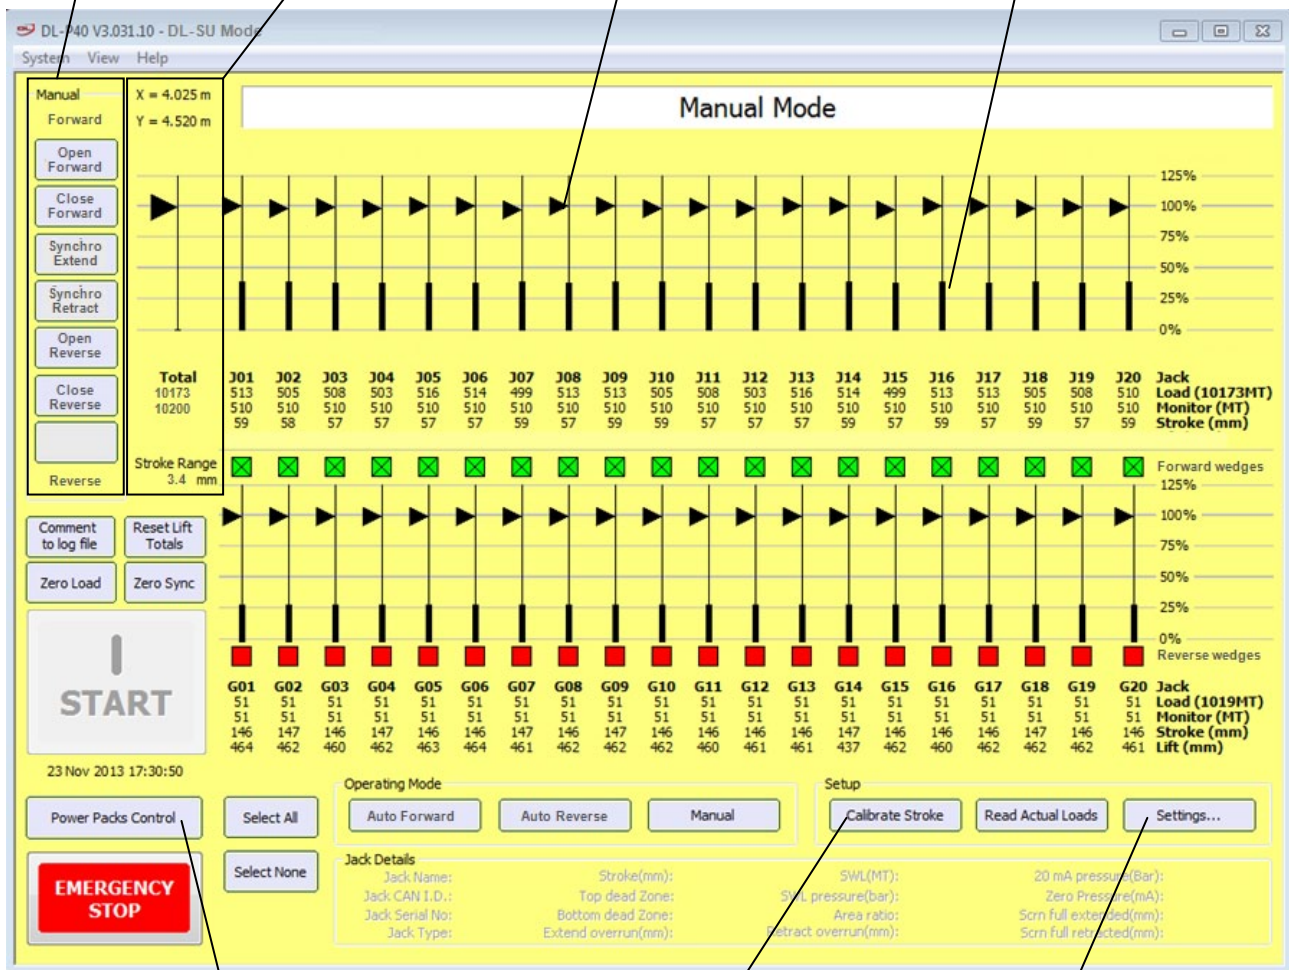 DL-P40 V3.031.10 - DL-SU Mode
System View Help
Manual
Forward
Open
Forward
Close
Forward
Synchro
Extend
Synchro
Retract
Open
Reverse
Close
Reverse
Reverse
X = 4.025 m
Y = 4.520 m
Manual Mode
125%
100%
75%
50%
25%
0%
Total J01 J02 J03 J04 J05 J06 J07 J08 J09 J10 J11 J12 J13 J14 J15 J16 J17 J18 J19 J20 Jack
10173 513 505 508 503 516 514 499 513 513 505 508 503 516 514 499 513 513 505 508 510 Load (10173MT)
10200 510 510 510 510 510 510 510 510 510 510 510 510 510 510 510 510 510 510 510 510 Monitor (MT)
59 58 57 57 57 57 59 57 59 59 57 57 57 59 57 59 57 57 57 59 Stroke (mm)
Stroke Range
3.4 mm
Forward wedges
125%
100%
75%
50%
25%
0%
Reverse wedges
G01 G02 G03 G04 G05 G06 G07 G08 G09 G10 G11 G12 G13 G14 G15 G16 G17 G18 G19 G20 Jack
51 51 51 51 51 51 51 51 51 51 51 51 51 51 51 51 51 51 51 51 Load (1019MT)
51 51 51 51 51 51 51 51 51 51 51 51 51 51 51 51 51 51 51 51 Monitor (MT)
146 147 146 147 146 146 147 147 146 146 147 146 147 147 146 146 146 147 146 146 Stroke (mm)
464 462 460 462 463 464 461 462 462 462 460 461 461 437 462 460 462 462 462 461 Lift (mm)
Comment
to log file
Reset Lift
Totals
Zero Load
Zero Sync
START
23 Nov 2013 17:30:50
Power Packs Control
Select All
Select None
EMERGENCY
STOP
Operating Mode
Auto Forward Auto Reverse Manual
Setup
Calibrate Stroke Read Actual Loads Settings...
Jack Details
Jack Name: Stroke(mm): SWL(MT): 20 mA pressure(Bar):
Jack CAN I.D.: Top dead Zone: SWL pressure(bar): Zero Pressure(mA):
Jack Serial No: Bottom dead Zone: Area ratio: Scrn full extended(mm):
Jack Type: Extend overrun(mm): Retract overrun(mm): Scrn full retracted(mm):